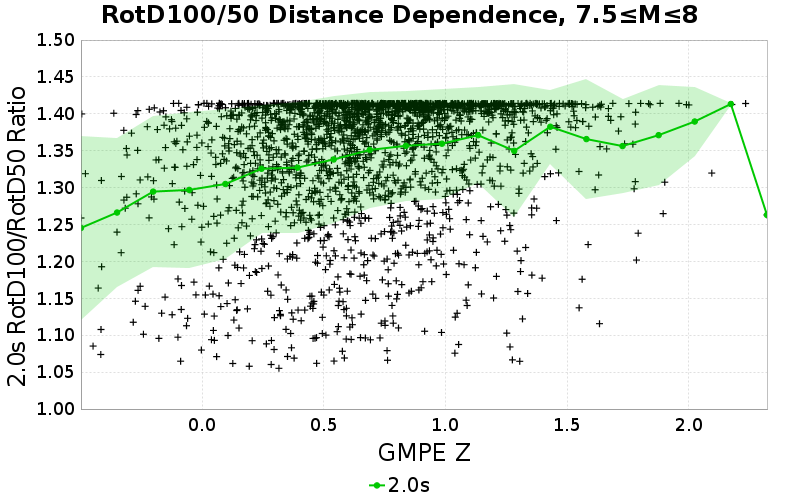 RotD100/50 Distance Dependence, 7.5≤M≤8
2.0s RotD100/RotD50 Ratio
1.50
1.45
1.40
1.35
1.30
1.25
1.20
1.15
1.10
1.05
1.00
0.0 0.5 1.0 1.5 2.0
GMPE Z
2.0s